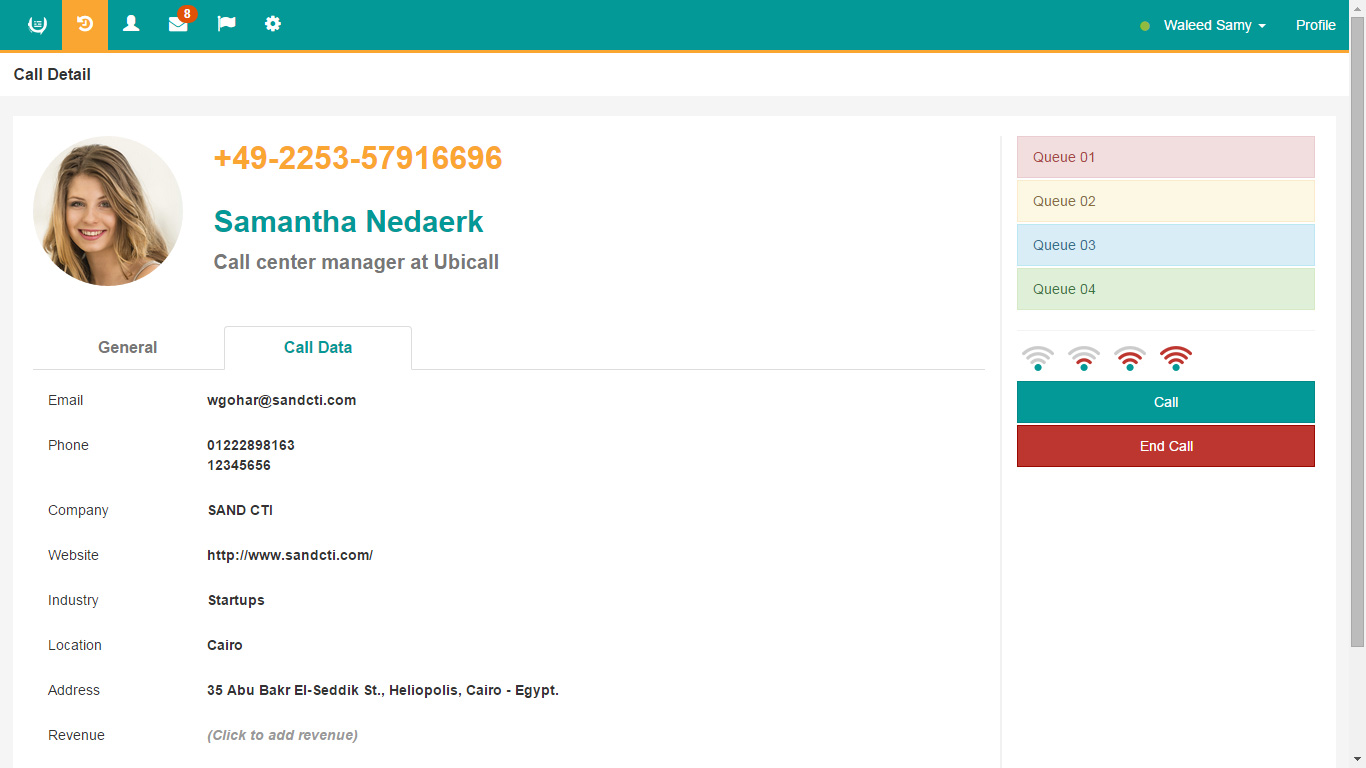 8
Waleed Samy
Profile
Call Detail
+49-2253-57916696
Samantha Nedaerk
Call center manager at Ubicall
General
Call Data
Email
wgohar@sandcti.com
Phone
01222898163
12345656
Company
SAND CTI
Website
http://www.sandcti.com/
Industry
Startups
Location
Cairo
Address
35 Abu Bakr El-Seddik St., Heliopolis, Cairo - Egypt.
Revenue
(Click to add revenue)
Queue 01
Queue 02
Queue 03
Queue 04
Call
End Call